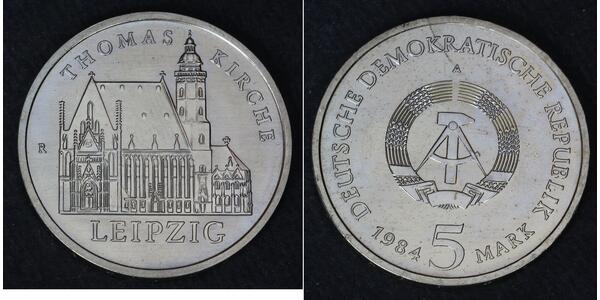 THOMAS KIRCHE
R
LEIPZIG
DEUTSCHE DEMOKRATISCHE REPUBLIK
A
1984 5 MARK